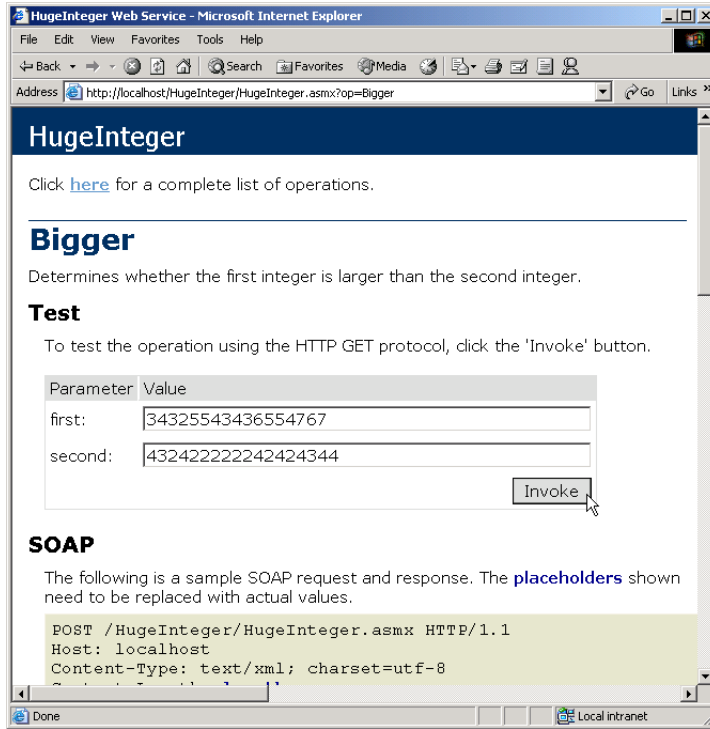 HugeInteger Web Service - Microsoft Internet Explorer
File Edit View Favorites Tools Help
Back Search Favorites Media
Address http://localhost/HugeInteger/HugeInteger.asmx?op=Bigger Go Links »
HugeInteger
Click here for a complete list of operations.
Bigger
Determines whether the first integer is larger than the second integer.
Test
To test the operation using the HTTP GET protocol, click the 'Invoke' button.
Parameter Value
first: 34325543436554767
second: 432422222242424344
Invoke
SOAP
The following is a sample SOAP request and response. The placeholders shown
need to be replaced with actual values.
POST /HugeInteger/HugeInteger.asmx HTTP/1.1
Host: localhost
Content-Type: text/xml; charset=utf-8
Done Local intranet